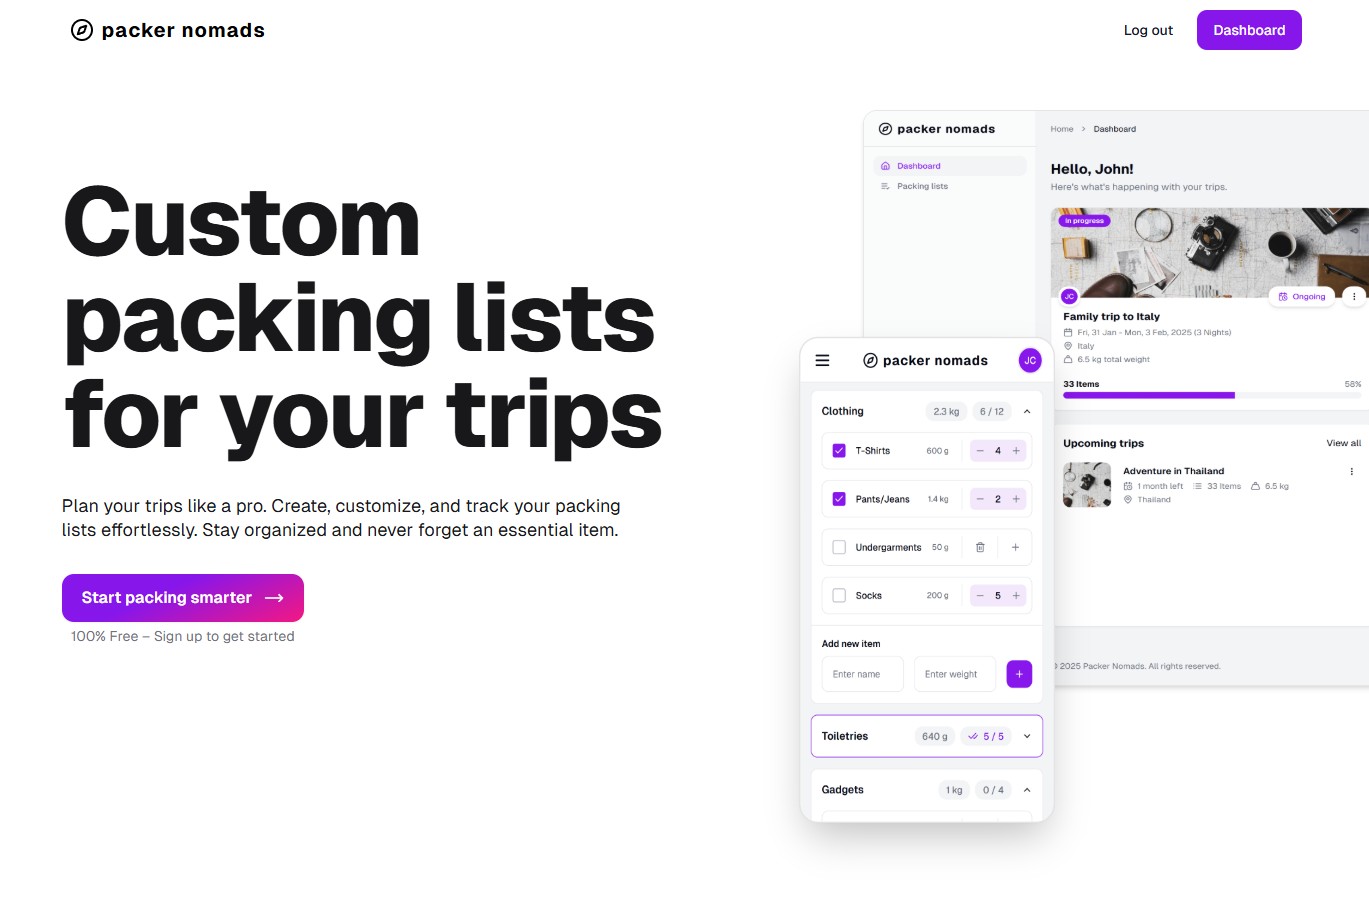 packer nomads
Log out
Dashboard
Custom
packing lists
for your trips
Plan your trips like a pro. Create, customize, and track your packing
lists effortlessly. Stay organized and never forget an essential item.
Start packing smarter
100% Free – Sign up to get started
packer nomads
Dashboard
Packing lists
Home > Dashboard
Hello, John!
Here's what's happening with your trips.
In progress
JC
Ongoing
Family trip to Italy
Fri, 31 Jan - Mon, 3 Feb, 2025 (3 Nights)
Italy
6.5 kg total weight
33 Items 58%
Upcoming trips View all
Adventure in Thailand
1 month left 33 Items 6.5 kg
Thailand
© 2025 Packer Nomads. All rights reserved.
packer nomads JC
Clothing 2.3 kg 6 / 12
T-Shirts 600 g − 4 +
Pants/Jeans 1.4 kg − 2 +
Undergarments 50 g +
Socks 200 g − 5 +
Add new item
Enter name Enter weight +
Toiletries 640 g 5 / 5
Gadgets 1 kg 0 / 4